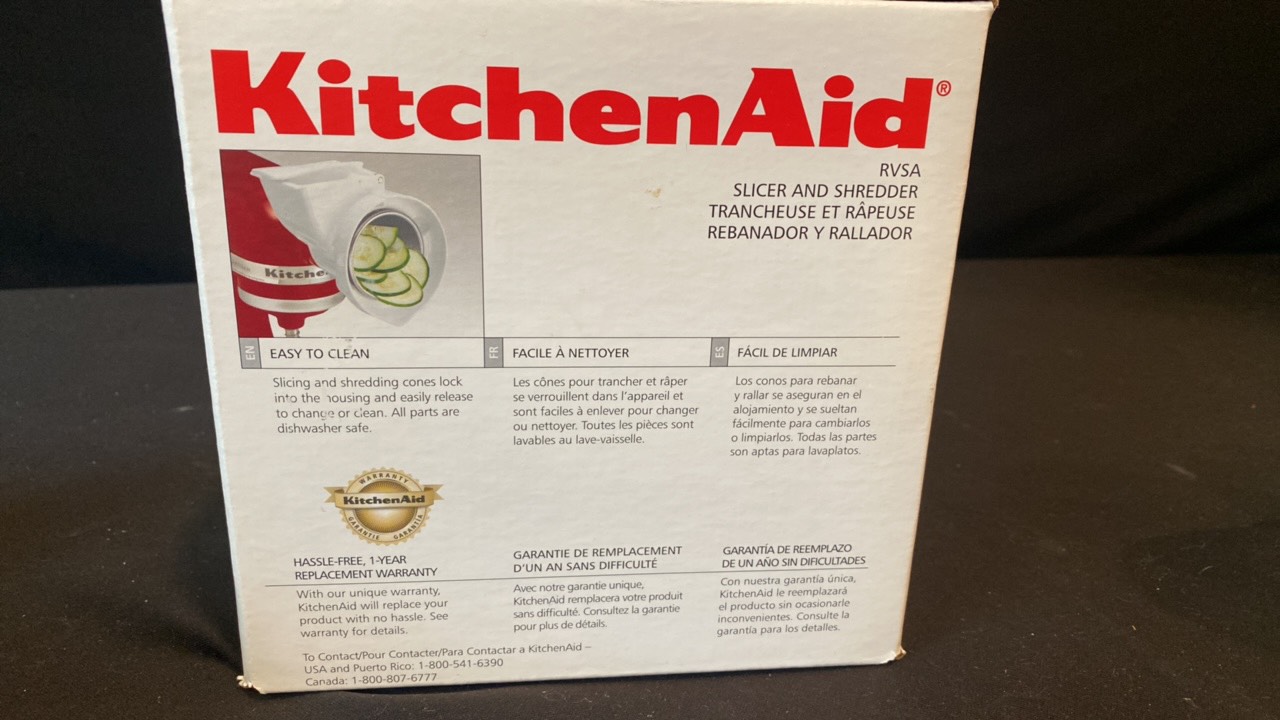 KitchenAid®
RVSA
SLICER AND SHREDDER
TRANCHEUSE ET RÂPEUSE
REBANADOR Y RALLADOR
Kitche
EN
EASY TO CLEAN
Slicing and shredding cones lock
into the housing and easily release
to change or clean. All parts are
dishwasher safe.
FR
FACILE À NETTOYER
Les cônes pour trancher et râper
se verrouillent dans l'appareil et
sont faciles à enlever pour changer
ou nettoyer. Toutes les pièces sont
lavables au lave-vaisselle.
ES
FÁCIL DE LIMPIAR
Los conos para rebanar
y rallar se aseguran en el
alojamiento y se sueltan
fácilmente para cambiarlos
o limpiarlos. Todas las partes
son aptas para lavaplatos.
WARRANTY
KitchenAid
GARANTIE GARANTÍA
HASSLE-FREE, 1-YEAR
REPLACEMENT WARRANTY
With our unique warranty,
KitchenAid will replace your
product with no hassle. See
warranty for details.
GARANTIE DE REMPLACEMENT
D'UN AN SANS DIFFICULTÉ
Avec notre garantie unique,
KitchenAid remplacera votre produit
sans difficulté. Consultez la garantie
pour plus de détails.
GARANTÍA DE REEMPLAZO
DE UN AÑO SIN DIFICULTADES
Con nuestra garantía única,
KitchenAid le reemplazará
el producto sin ocasionarle
inconvenientes. Consulte la
garantía para los detalles.
To Contact/Pour Contacter/Para Contactar a KitchenAid –
USA and Puerto Rico: 1-800-541-6390
Canada: 1-800-807-6777